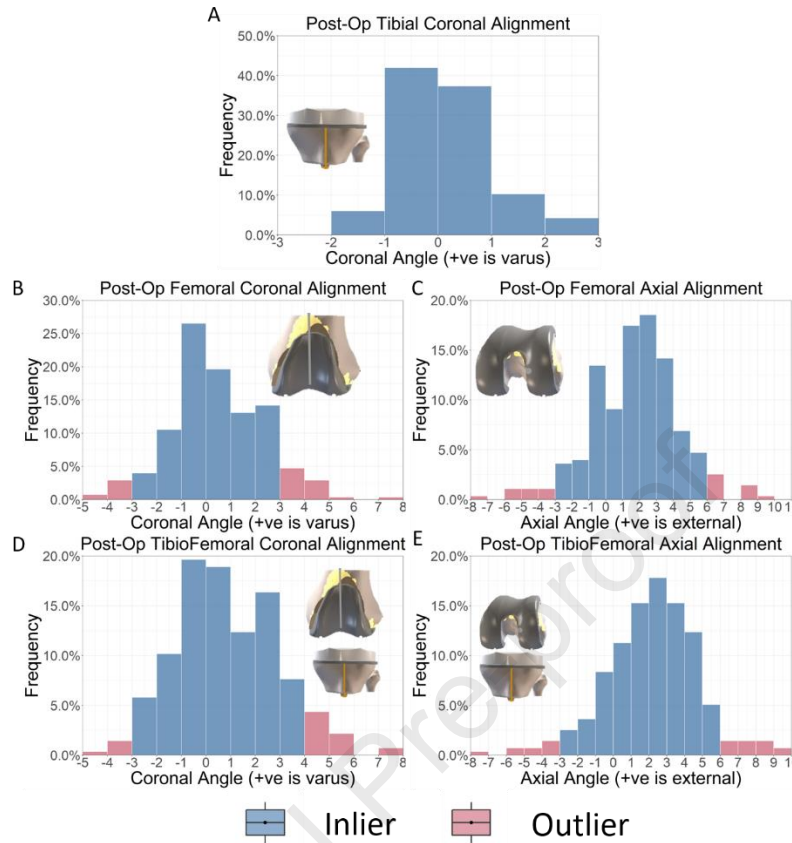 A
Post-Op Tibial Coronal Alignment
50.0%
40.0%
30.0%
20.0%
10.0%
0.0%
Frequency
-3 -2 -1 0 1 2 3
Coronal Angle (+ve is varus)
B
Post-Op Femoral Coronal Alignment
30.0%
25.0%
20.0%
15.0%
10.0%
5.0%
0.0%
Frequency
-5 -4 -3 -2 -1 0 1 2 3 4 5 6 7 8
Coronal Angle (+ve is varus)
C
Post-Op Femoral Axial Alignment
20.0%
15.0%
10.0%
5.0%
0.0%
Frequency
-8 -7 -6 -5 -4 -3 -2 -1 0 1 2 3 4 5 6 7 8 9 10 11
Axial Angle (+ve is external)
D
Post-Op TibioFemoral Coronal Alignment
20.0%
15.0%
10.0%
5.0%
0.0%
Frequency
-5 -4 -3 -2 -1 0 1 2 3 4 5 6 7 8
Coronal Angle (+ve is varus)
E
Post-Op TibioFemoral Axial Alignment
20.0%
15.0%
10.0%
5.0%
0.0%
Frequency
-8 -7 -6 -5 -4 -3 -2 -1 0 1 2 3 4 5 6 7 8 9
Axial Angle (+ve is external)
Pre-proof
Inlier
Outlier